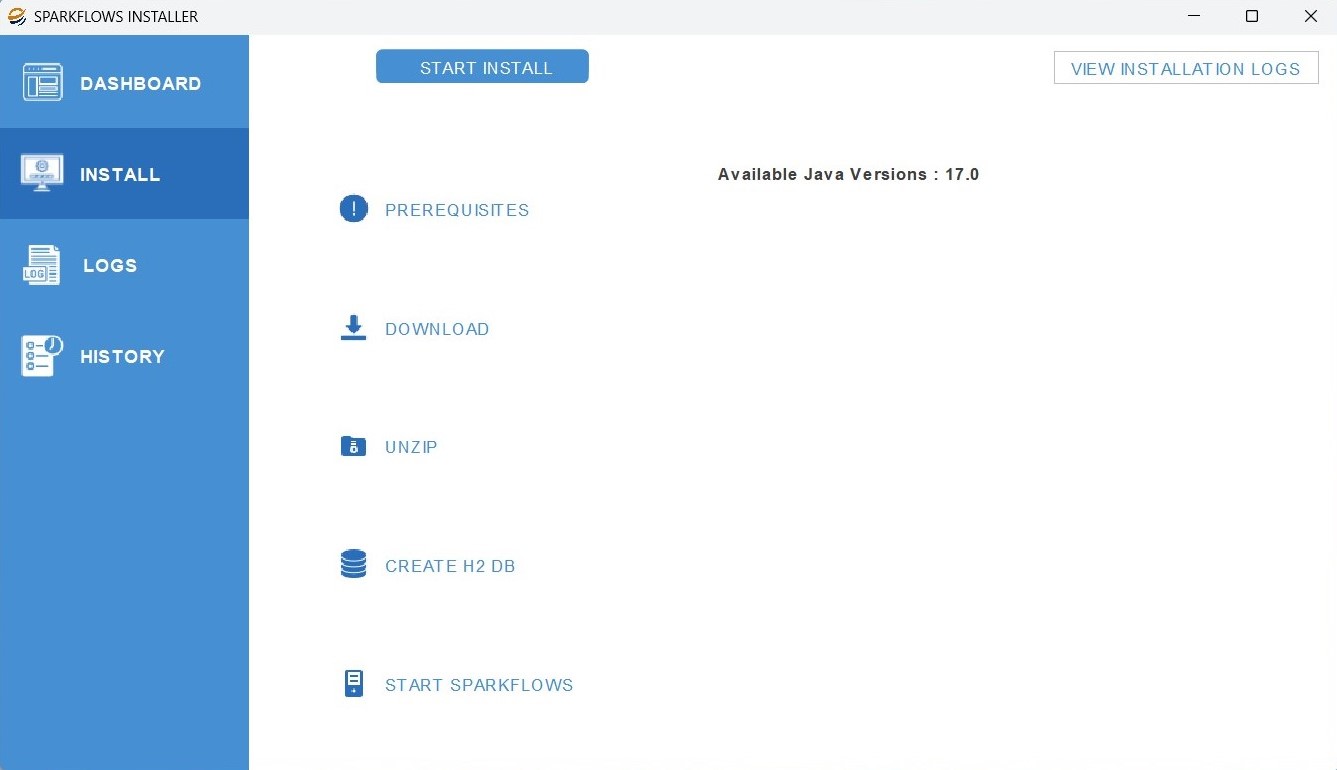 SPARKFLOWS INSTALLER
DASHBOARD
INSTALL
LOG
LOGS
HISTORY
START INSTALL
VIEW INSTALLATION LOGS
Available Java Versions : 17.0
PREREQUISITES
DOWNLOAD
UNZIP
CREATE H2 DB
START SPARKFLOWS